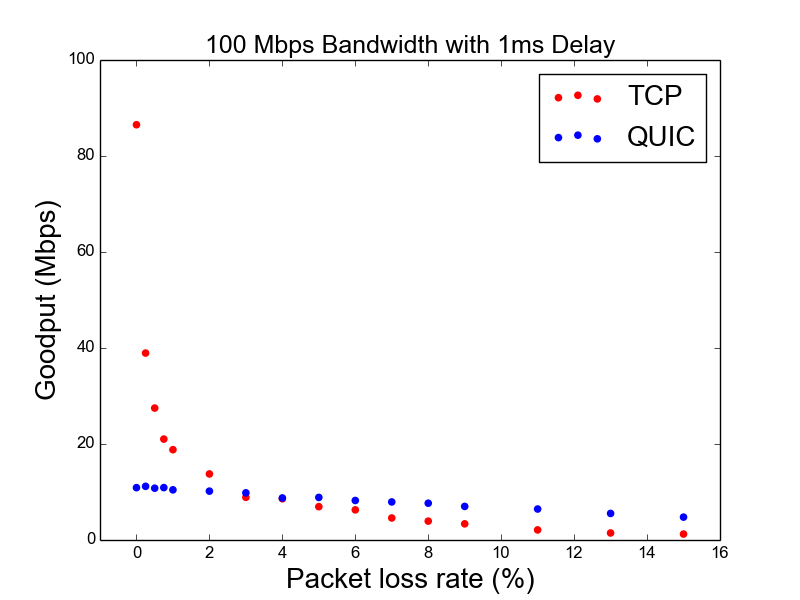 100 Mbps Bandwidth with 1ms Delay
100
80
60
40
20
0
Goodput (Mbps)
TCP
QUIC
0 2 4 6 8 10 12 14 16
Packet loss rate (%)